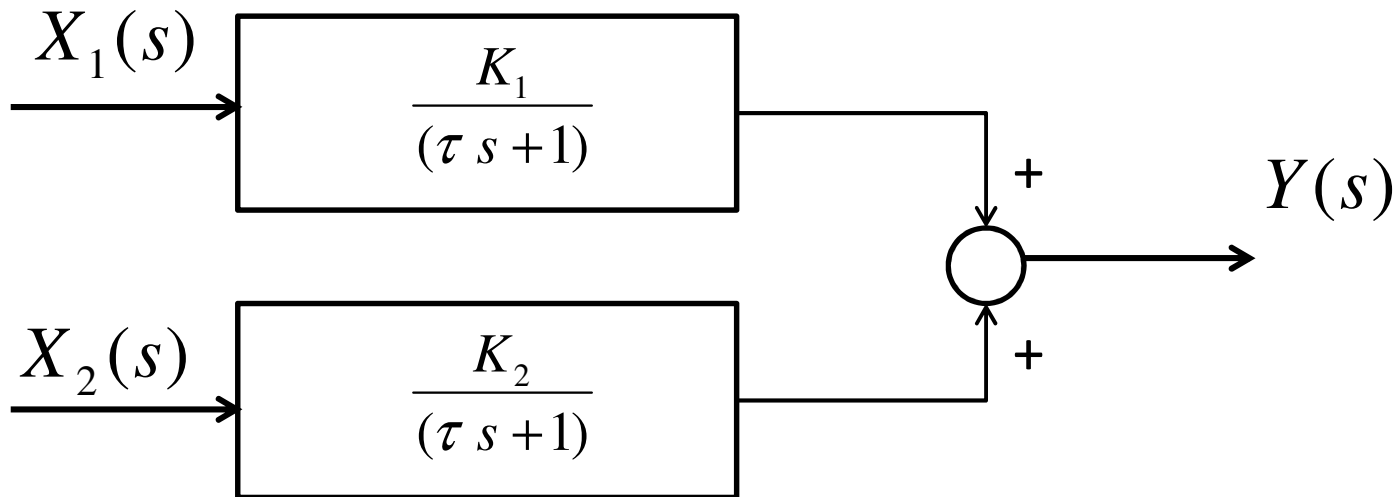 X₁(s)
K₁
(τ s +1)
+
Y(s)
X₂(s)
K₂
(τ s +1)
+